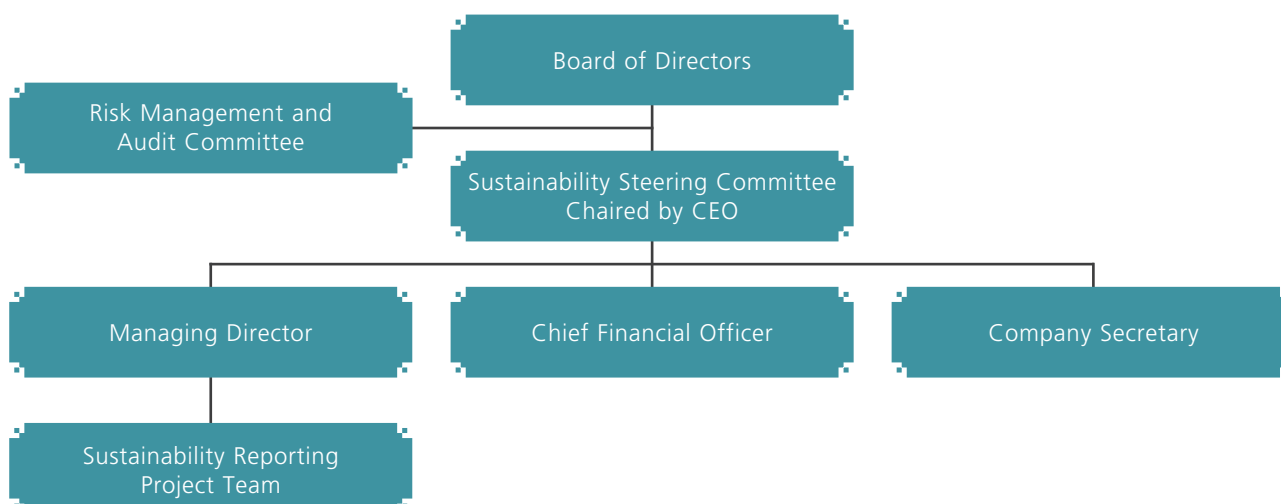 Board of Directors
Risk Management and
Audit Committee
Sustainability Steering Committee
Chaired by CEO
Managing Director
Chief Financial Officer
Company Secretary
Sustainability Reporting
Project Team